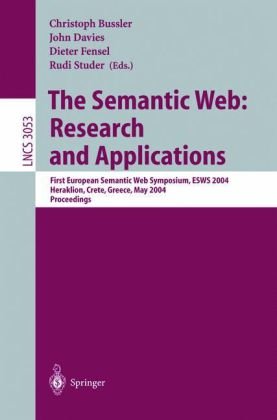 Christoph Bussler
John Davies
Dieter Fensel
Rudi Studer (Eds.)
LNCS 3053
The Semantic Web:
Research
and Applications
First European Semantic Web Symposium, ESWS 2004
Heraklion, Crete, Greece, May 2004
Proceedings
Springer